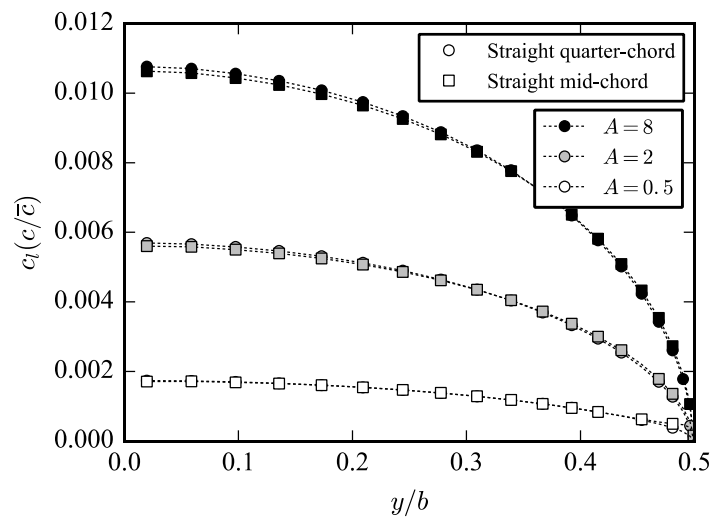 0.012
0.010
0.008
0.006
0.004
0.002
0.000
c_l(c/c̅)
Straight quarter-chord
Straight mid-chord
A = 8
A = 2
A = 0.5
0.0 0.1 0.2 0.3 0.4 0.5
y/b